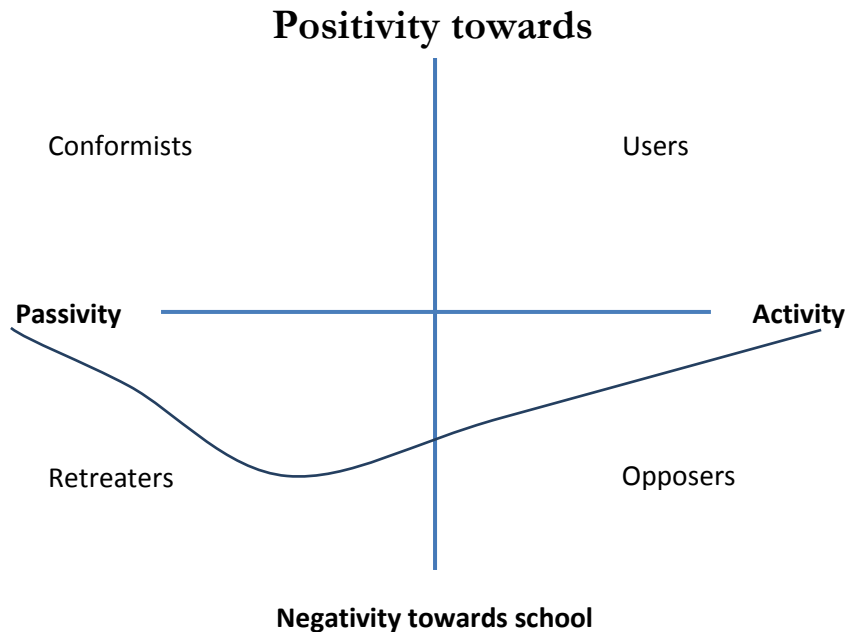 Positivity towards
Conformists
Users
Passivity
Activity
Retreaters
Opposers
Negativity towards school